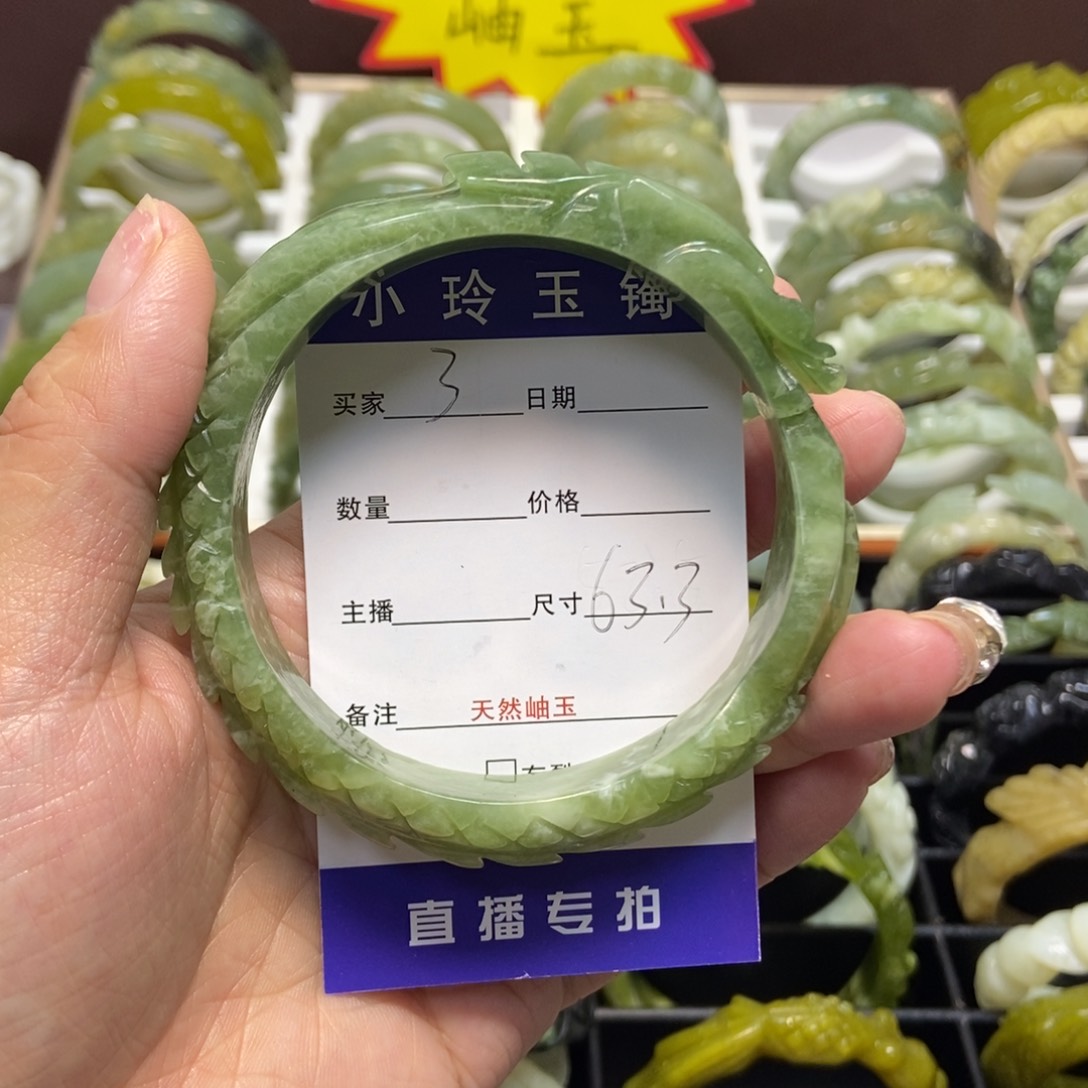 岫玉
小玲玉镯
买家 3 日期
数量 价格
主播 尺寸 63.3
备注 天然岫玉
直播专拍